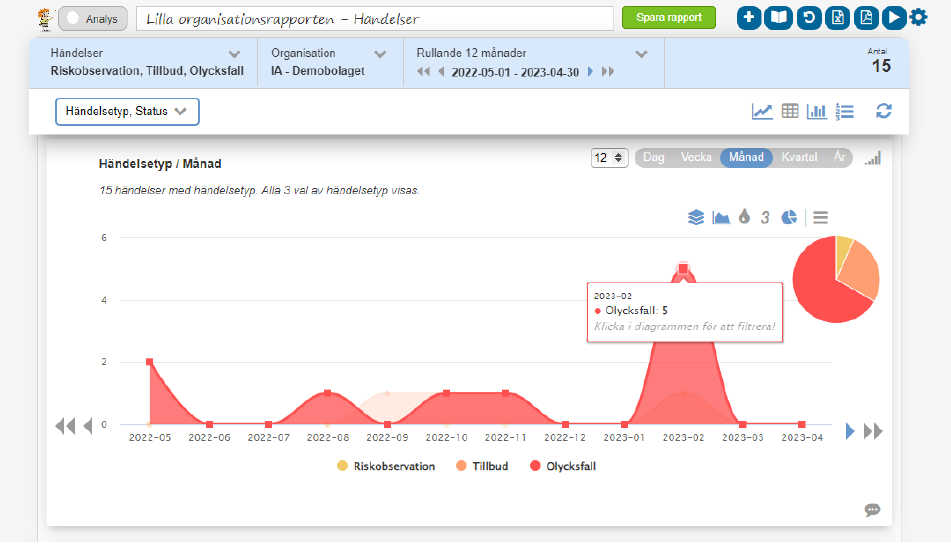 Analys
Lilla organisationsrapporten - Händelser
Spara rapport
Händelser
Riskobservation, Tillbud, Olycksfall
Organisation
IA - Demobolaget
Rullande 12 månader
2022-05-01 - 2023-04-30
Antal
15
Händelsetyp, Status
Händelsetyp / Månad
12
Dag Vecka Månad Kvartal År
15 händelser med händelsetyp. Alla 3 val av händelsetyp visas.
3
6
4
2
0
2023-02
Olycksfall: 5
Klicka i diagrammen för att filtrera!
2022-05 2022-06 2022-07 2022-08 2022-09 2022-10 2022-11 2022-12 2023-01 2023-02 2023-03 2023-04
Riskobservation Tillbud Olycksfall